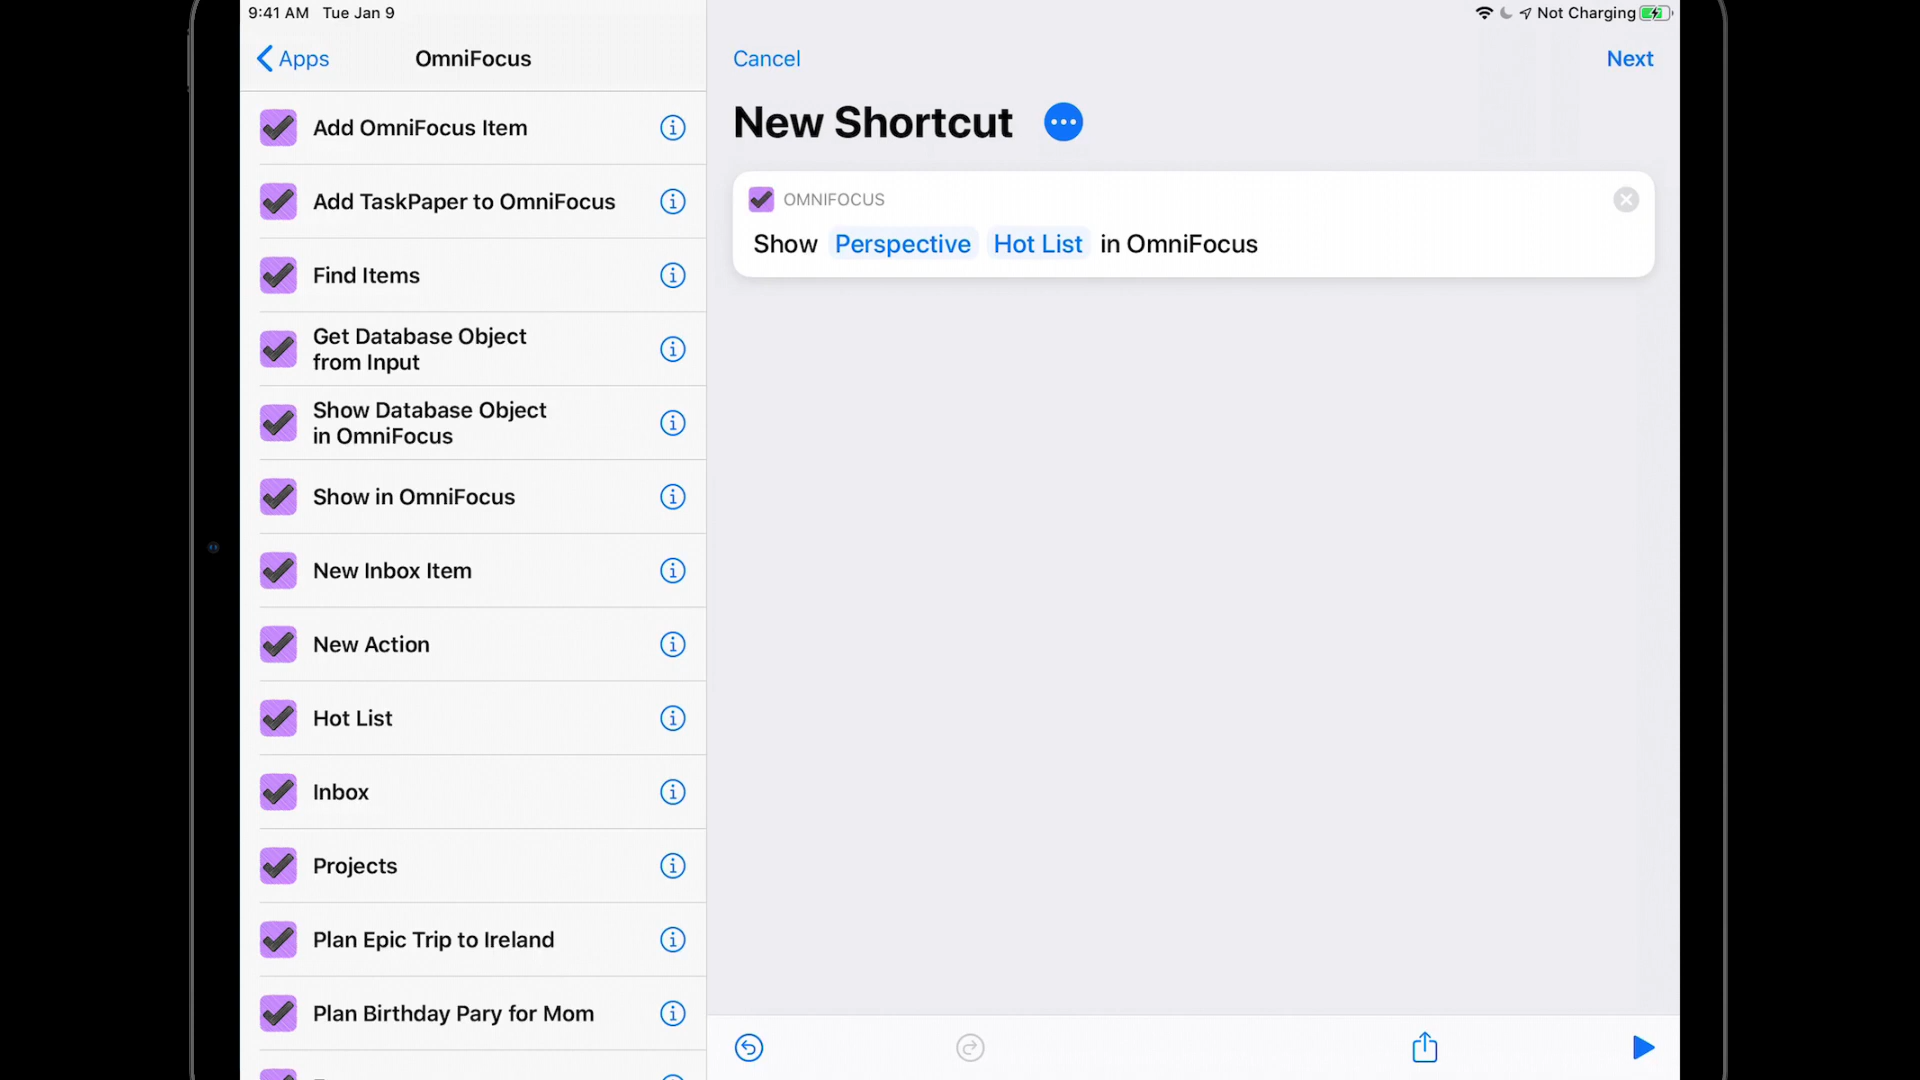 9:41 AM Tue Jan 9
Not Charging
Apps
OmniFocus
Add OmniFocus Item
Add TaskPaper to OmniFocus
Find Items
Get Database Object
from Input
Show Database Object
in OmniFocus
Show in OmniFocus
New Inbox Item
New Action
Hot List
Inbox
Projects
Plan Epic Trip to Ireland
Plan Birthday Pary for Mom
Cancel
Next
New Shortcut
OMNIFOCUS
Show Perspective Hot List in OmniFocus